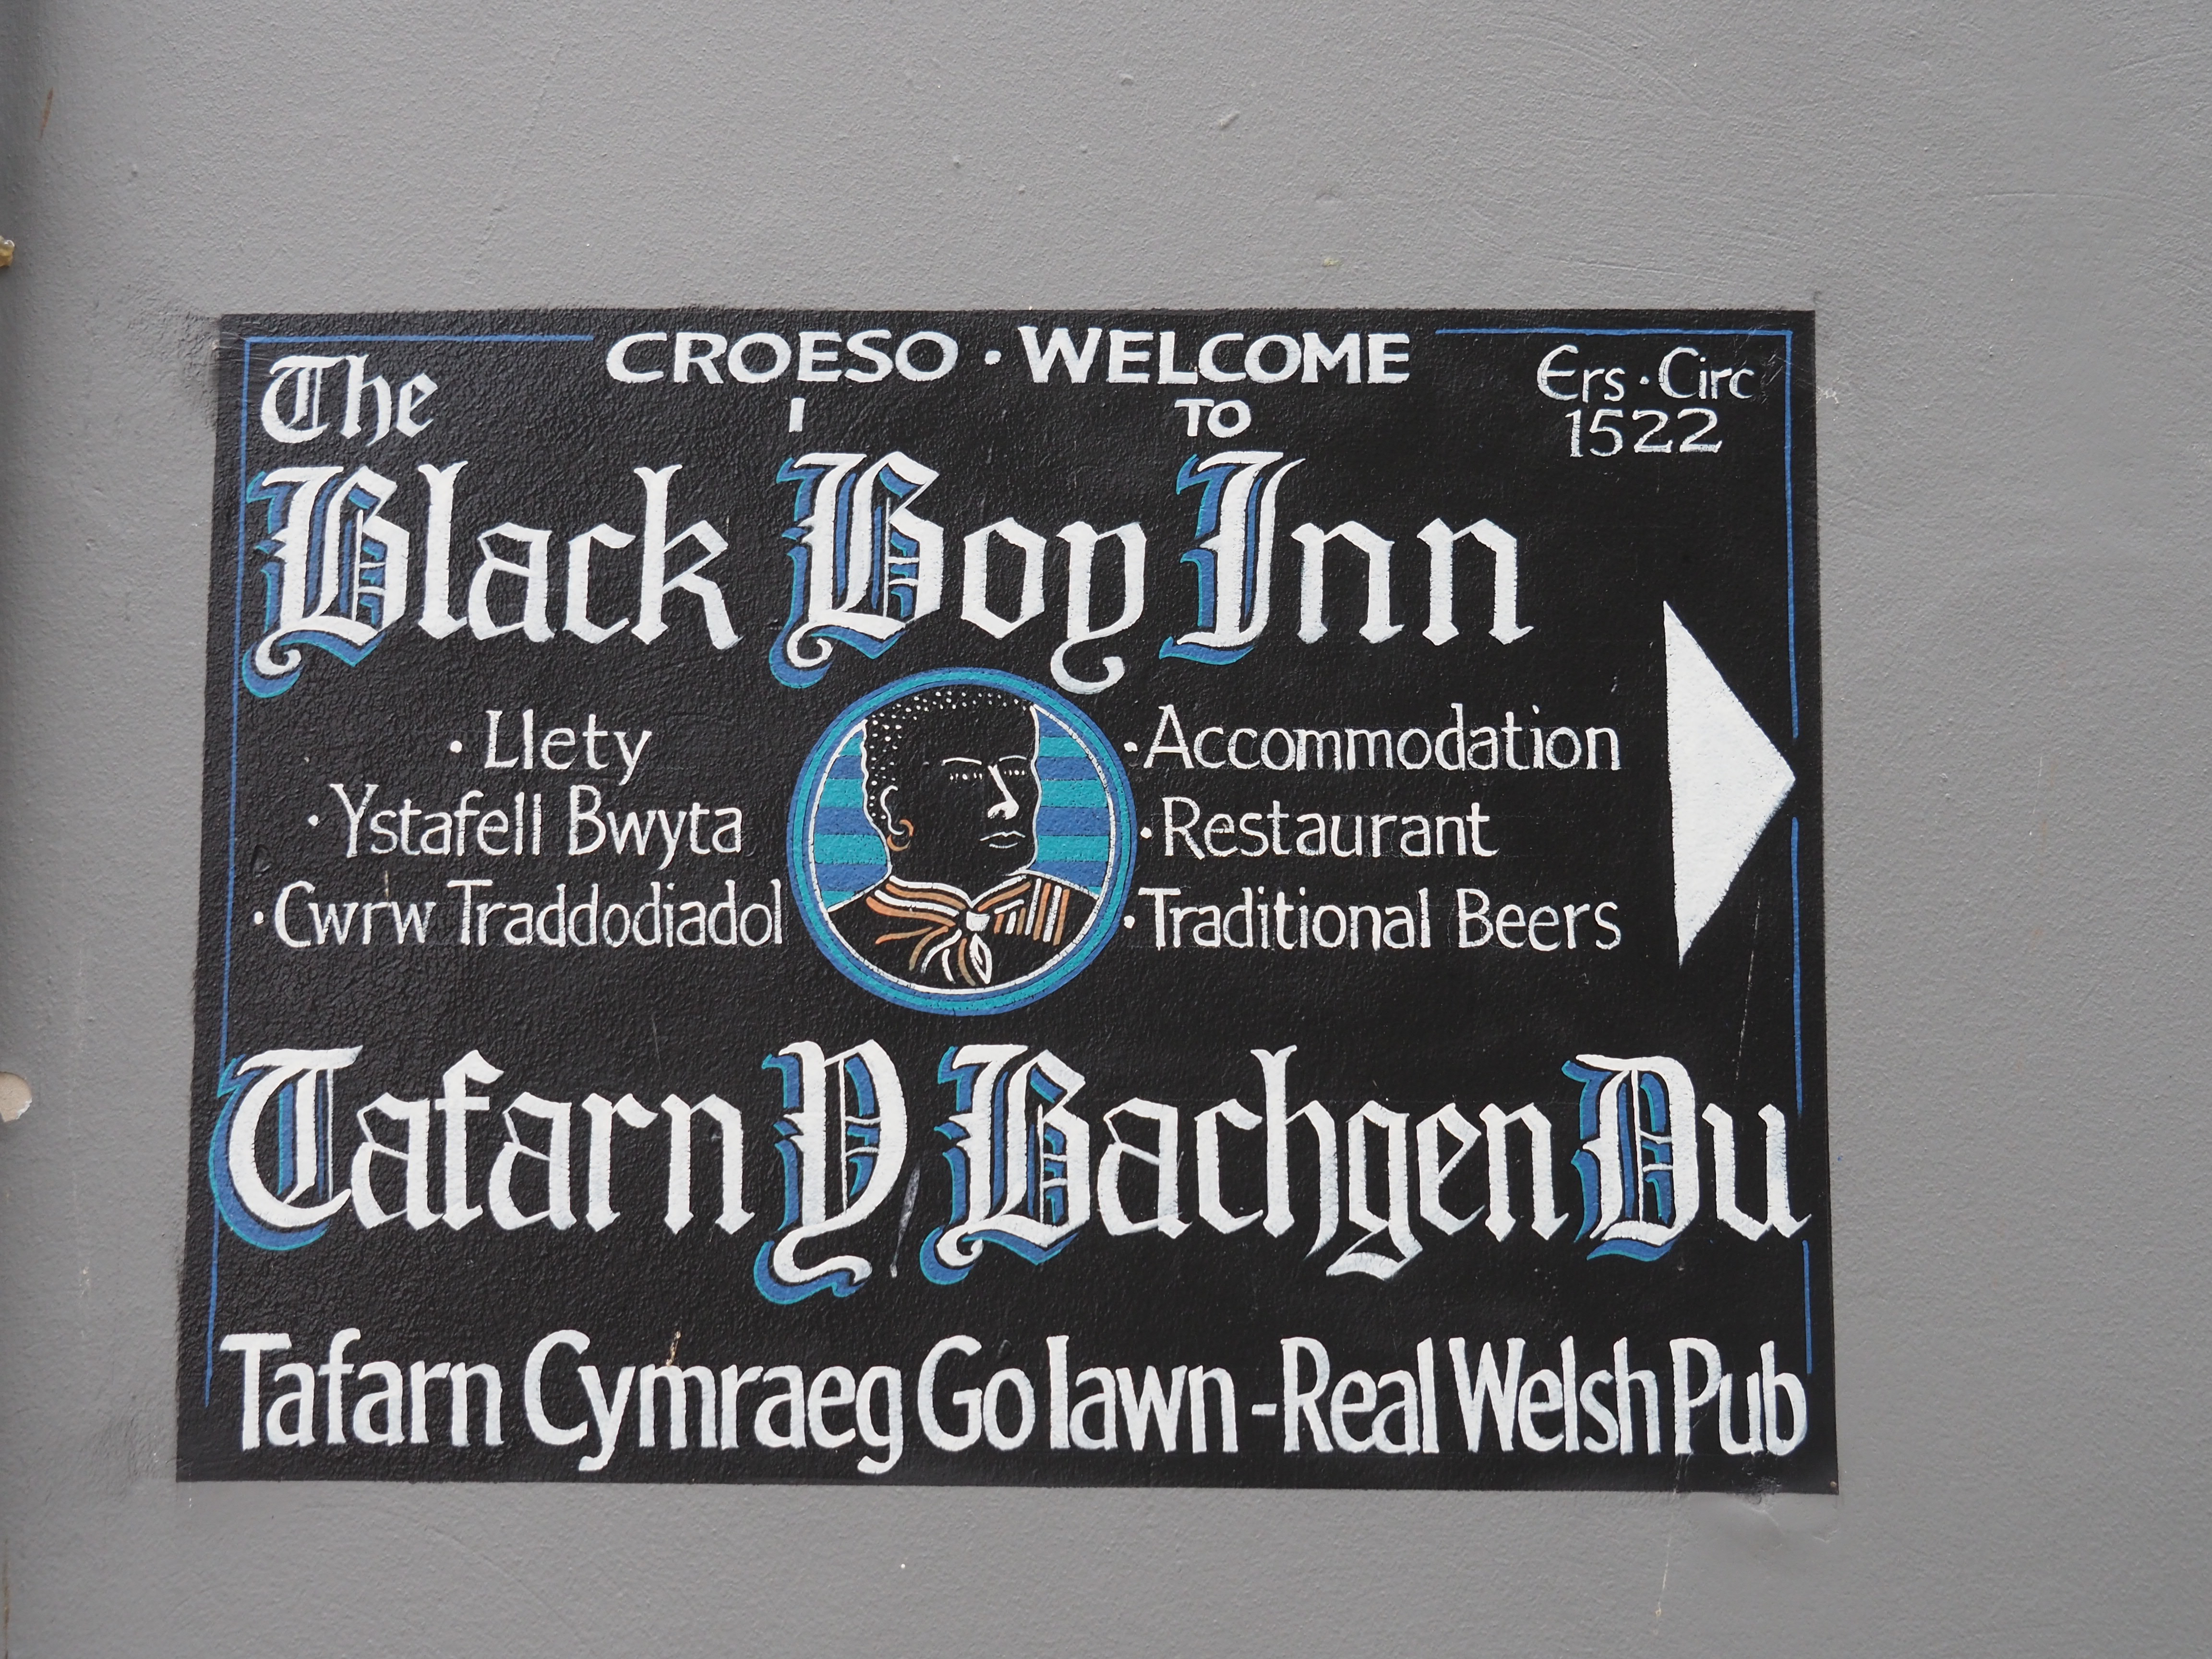 CROESO · WELCOME
I TO
Ers · Circ
1522
The
Black Boy Inn
· Llety
· Ystafell Bwyta
· Cwrw Traddodiadol
· Accommodation
· Restaurant
· Traditional Beers
Tafarn Y Bachgen Du
Tafarn Cymraeg Go Iawn - Real Welsh Pub